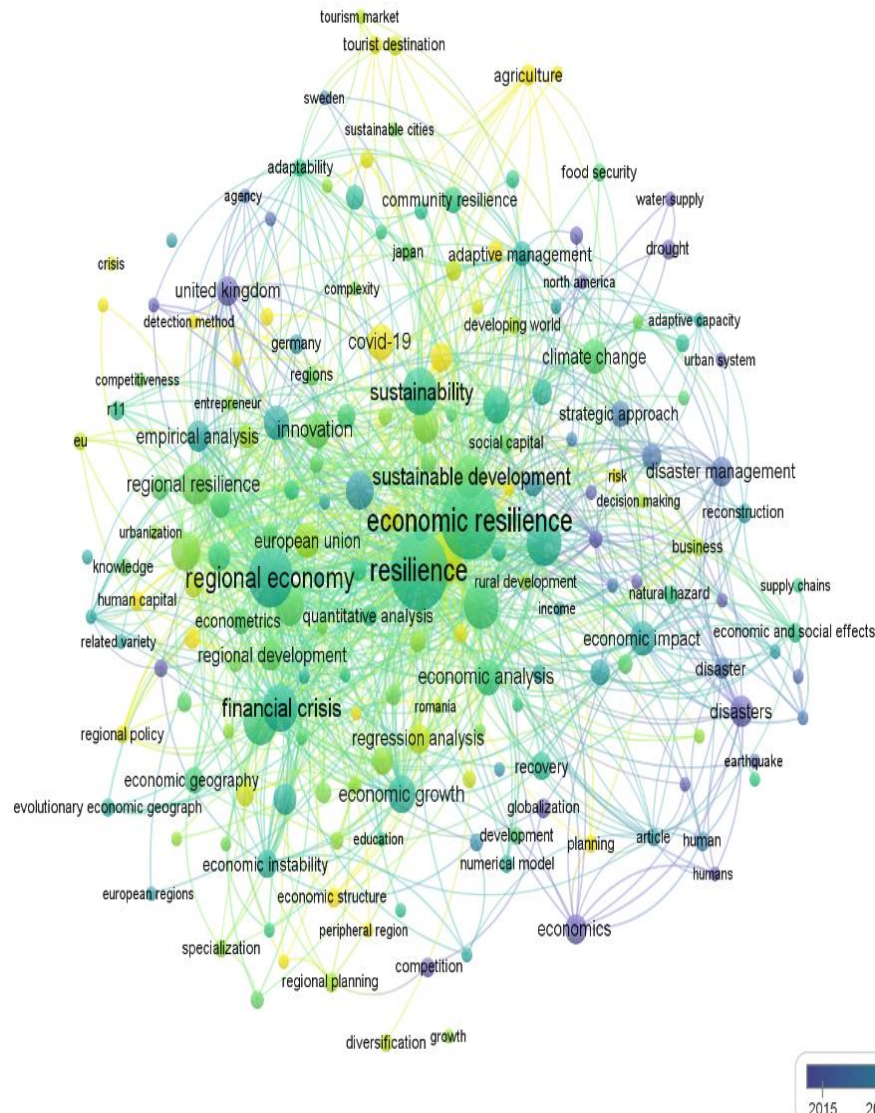 tourism market
tourist destination
agriculture
sweden
sustainable cities
adaptability
food security
agency
community resilience
water supply
japan
adaptive management
drought
crisis
north america
united kingdom
complexity
detection method
developing world
adaptive capacity
germany
covid-19
climate change
urban system
competitiveness
regions
entrepreneur
sustainability
r11
strategic approach
eu
empirical analysis
innovation
social capital
regional resilience
sustainable development
risk
disaster management
decision making
reconstruction
economic resilience
urbanization
european union
business
knowledge
regional economy
resilience
rural development
supply chains
human capital
natural hazard
income
econometrics
quantitative analysis
economic and social effects
related variety
economic impact
regional development
economic analysis
disaster
financial crisis
romania
disasters
regional policy
regression analysis
earthquake
economic geography
recovery
economic growth
evolutionary economic geograph
globalization
education
development
planning
article
human
economic instability
numerical model
humans
european regions
economic structure
peripheral region
economics
specialization
competition
regional planning
diversification
growth
2015